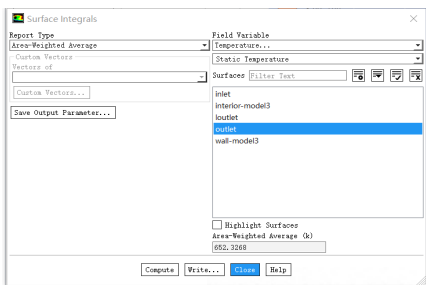 Surface Integrals
Report Type
Area-Weighted Average
Custom Vectors
Vectors of
Custom Vectors...
Save Output Parameter...
Field Variable
Temperature...
Static Temperature
Surfaces Filter Text
inlet
interior-model3
loutlet
outlet
wall-model3
Highlight Surfaces
Area-Weighted Average (k)
652.3268
Compute Write... Close Help